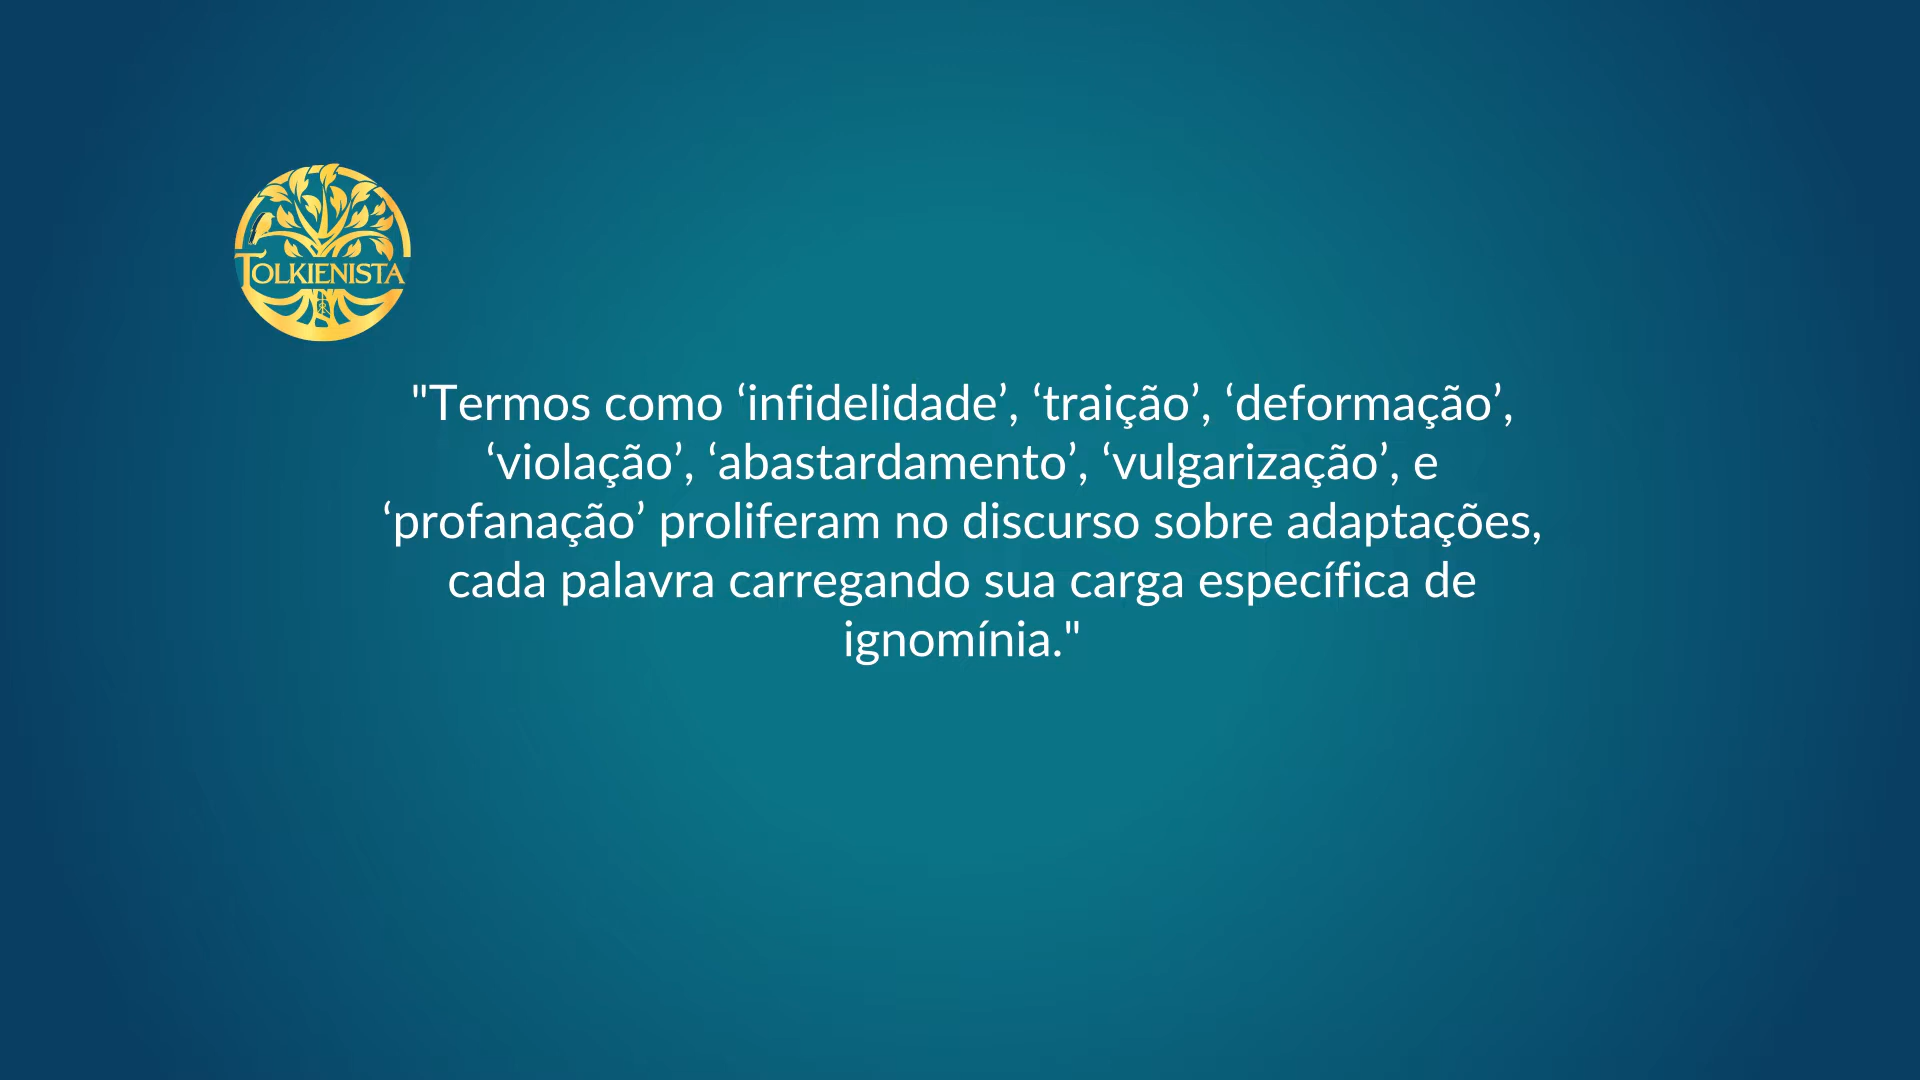 TOLKIENISTA
"Termos como ‘infidelidade’, ‘traição’, ‘deformação’,
‘violação’, ‘abastardamento’, ‘vulgarização’, e
‘profanação’ proliferam no discurso sobre adaptações,
cada palavra carregando sua carga específica de
ignomínia."